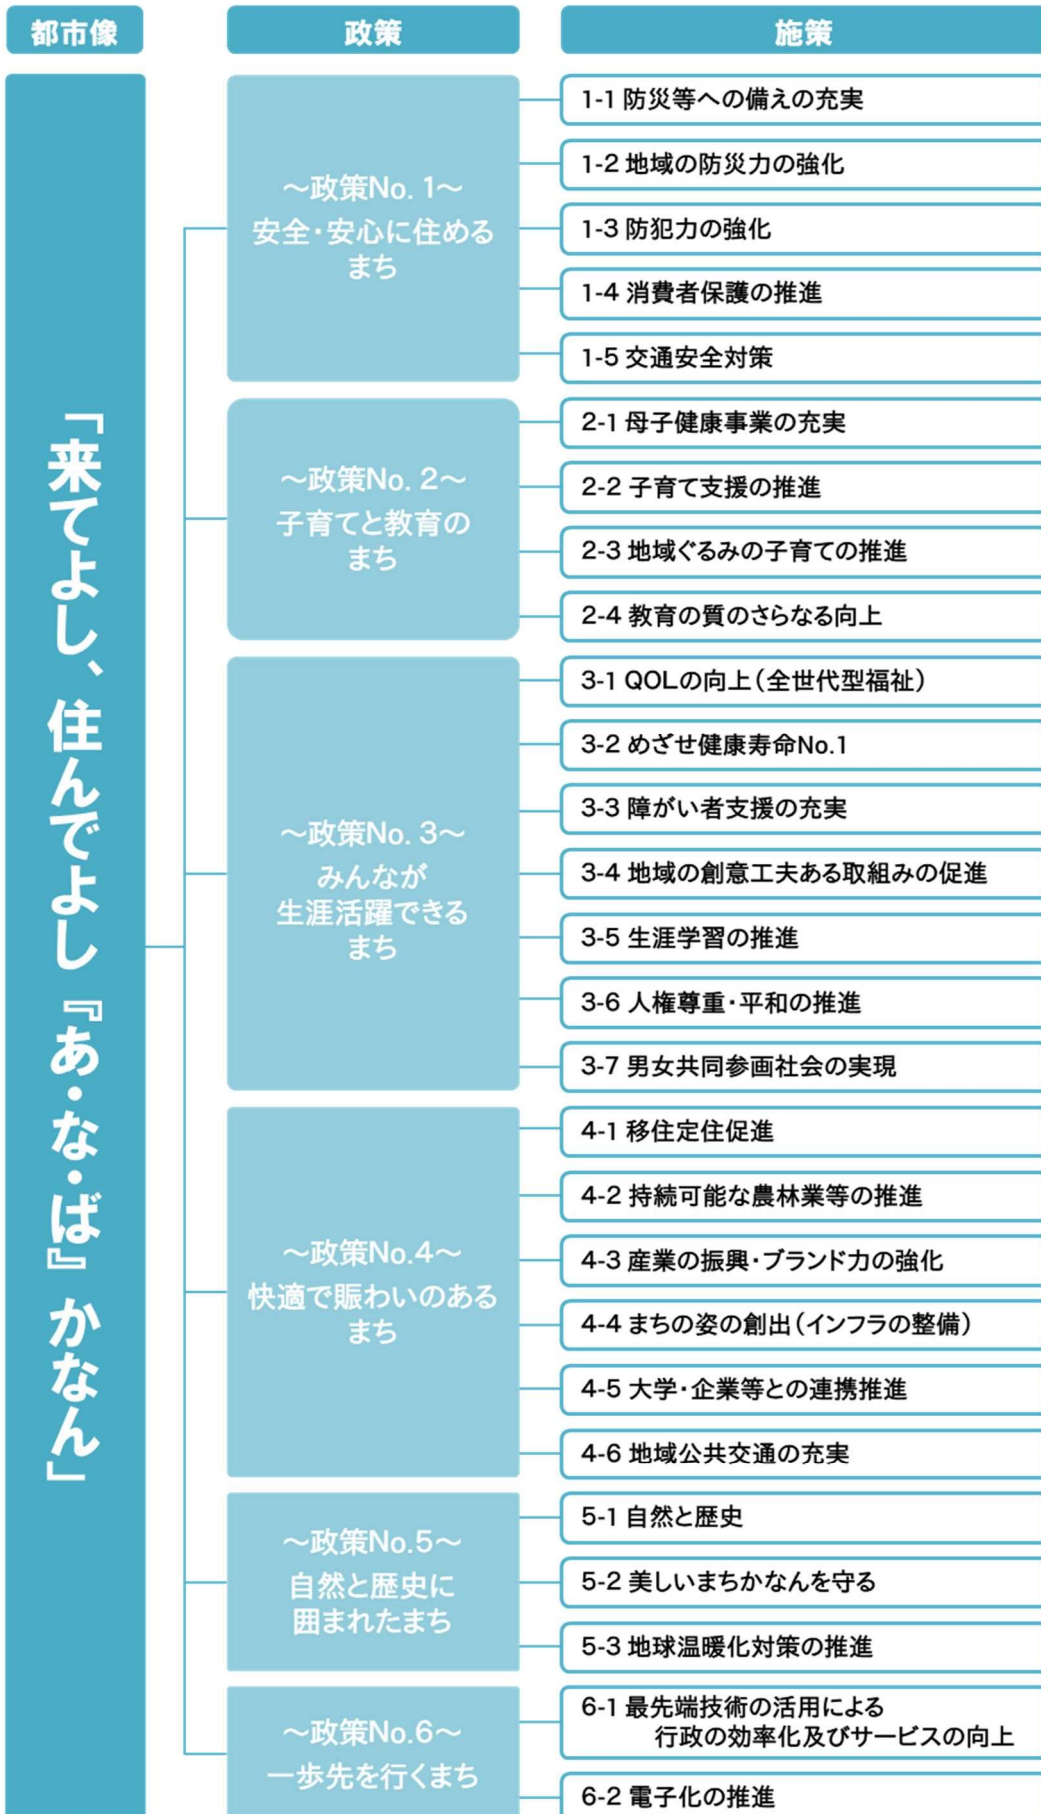 都市像
政策
施策
「来てよし、住んでよし『あ・な・ば』かなん」
～政策No. 1～
安全・安心に住める
まち
1-1 防災等への備えの充実
1-2 地域の防災力の強化
1-3 防犯力の強化
1-4 消費者保護の推進
1-5 交通安全対策
～政策No. 2～
子育てと教育の
まち
2-1 母子健康事業の充実
2-2 子育て支援の推進
2-3 地域ぐるみの子育ての推進
2-4 教育の質のさらなる向上
～政策No. 3～
みんなが
生涯活躍できる
まち
3-1 QOLの向上（全世代型福祉）
3-2 めざせ健康寿命No.1
3-3 障がい者支援の充実
3-4 地域の創意工夫ある取組みの促進
3-5 生涯学習の推進
3-6 人権尊重・平和の推進
3-7 男女共同参画社会の実現
～政策No.4～
快適で賑わいのある
まち
4-1 移住定住促進
4-2 持続可能な農林業等の推進
4-3 産業の振興・ブランド力の強化
4-4 まちの姿の創出（インフラの整備）
4-5 大学・企業等との連携推進
4-6 地域公共交通の充実
～政策No.5～
自然と歴史に
囲まれたまち
5-1 自然と歴史
5-2 美しいまちかなんを守る
5-3 地球温暖化対策の推進
～政策No.6～
一歩先を行くまち
6-1 最先端技術の活用による
行政の効率化及びサービスの向上
6-2 電子化の推進